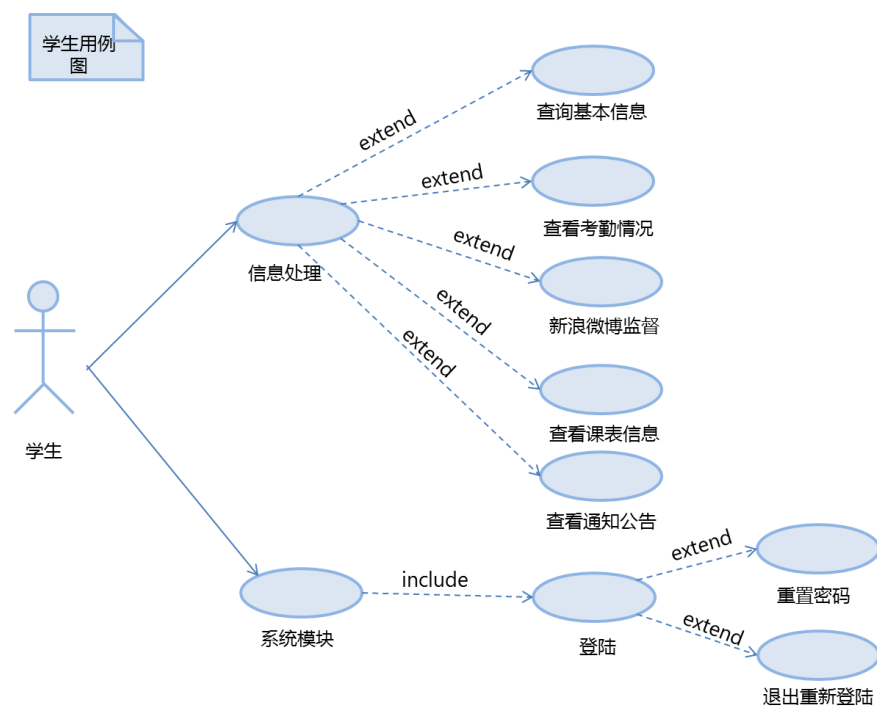 学生用例
图
查询基本信息
extend
extend
查看考勤情况
extend
信息处理
新浪微博监督
extend
extend
查看课表信息
学生
查看通知公告
extend
include
重置密码
extend
系统模块
登陆
退出重新登陆